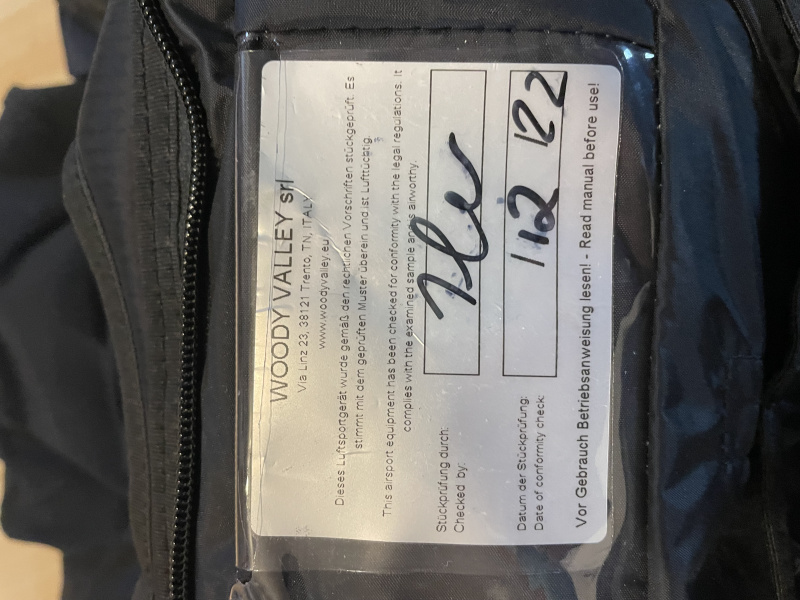 WOODY VALLEY srl
Via Linz 23, 38121 Trento, TN, ITALY
www.woodyvalley.eu
Dieses Luftsportgerät wurde gemäß den rechtlichen Vorschriften stückgeprüft. Es
stimmt mit dem geprüften Muster überein und ist Lufttüchtig.
This airsport equipment has been checked for conformity with the legal regulations. It
complies with the examined sample and is airworthy.
Stückprüfung durch:
Checked by:
Datum der Stückprüfung:
Date of conformity check:
12/22
Vor Gebrauch Betriebsanweisung lesen! - Read manual before use!